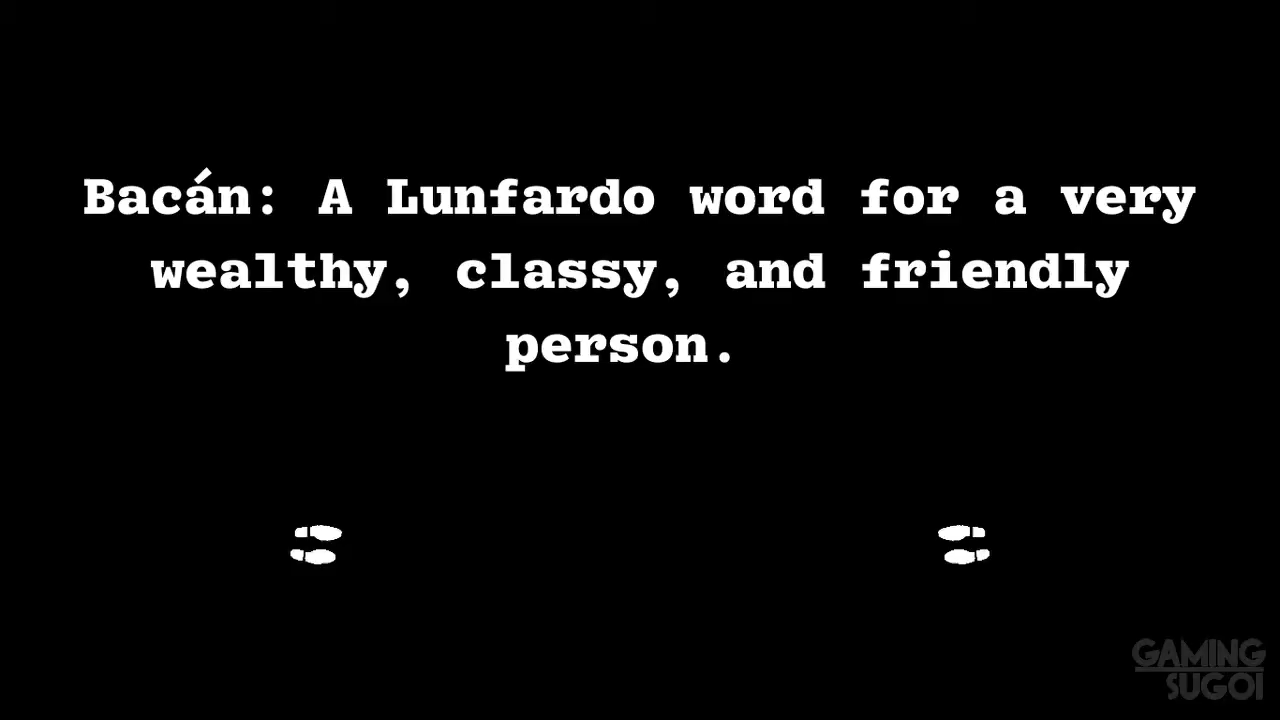 Bacán: A Lunfardo word for a very
wealthy, classy, and friendly
person.
GAMING
SUGOI